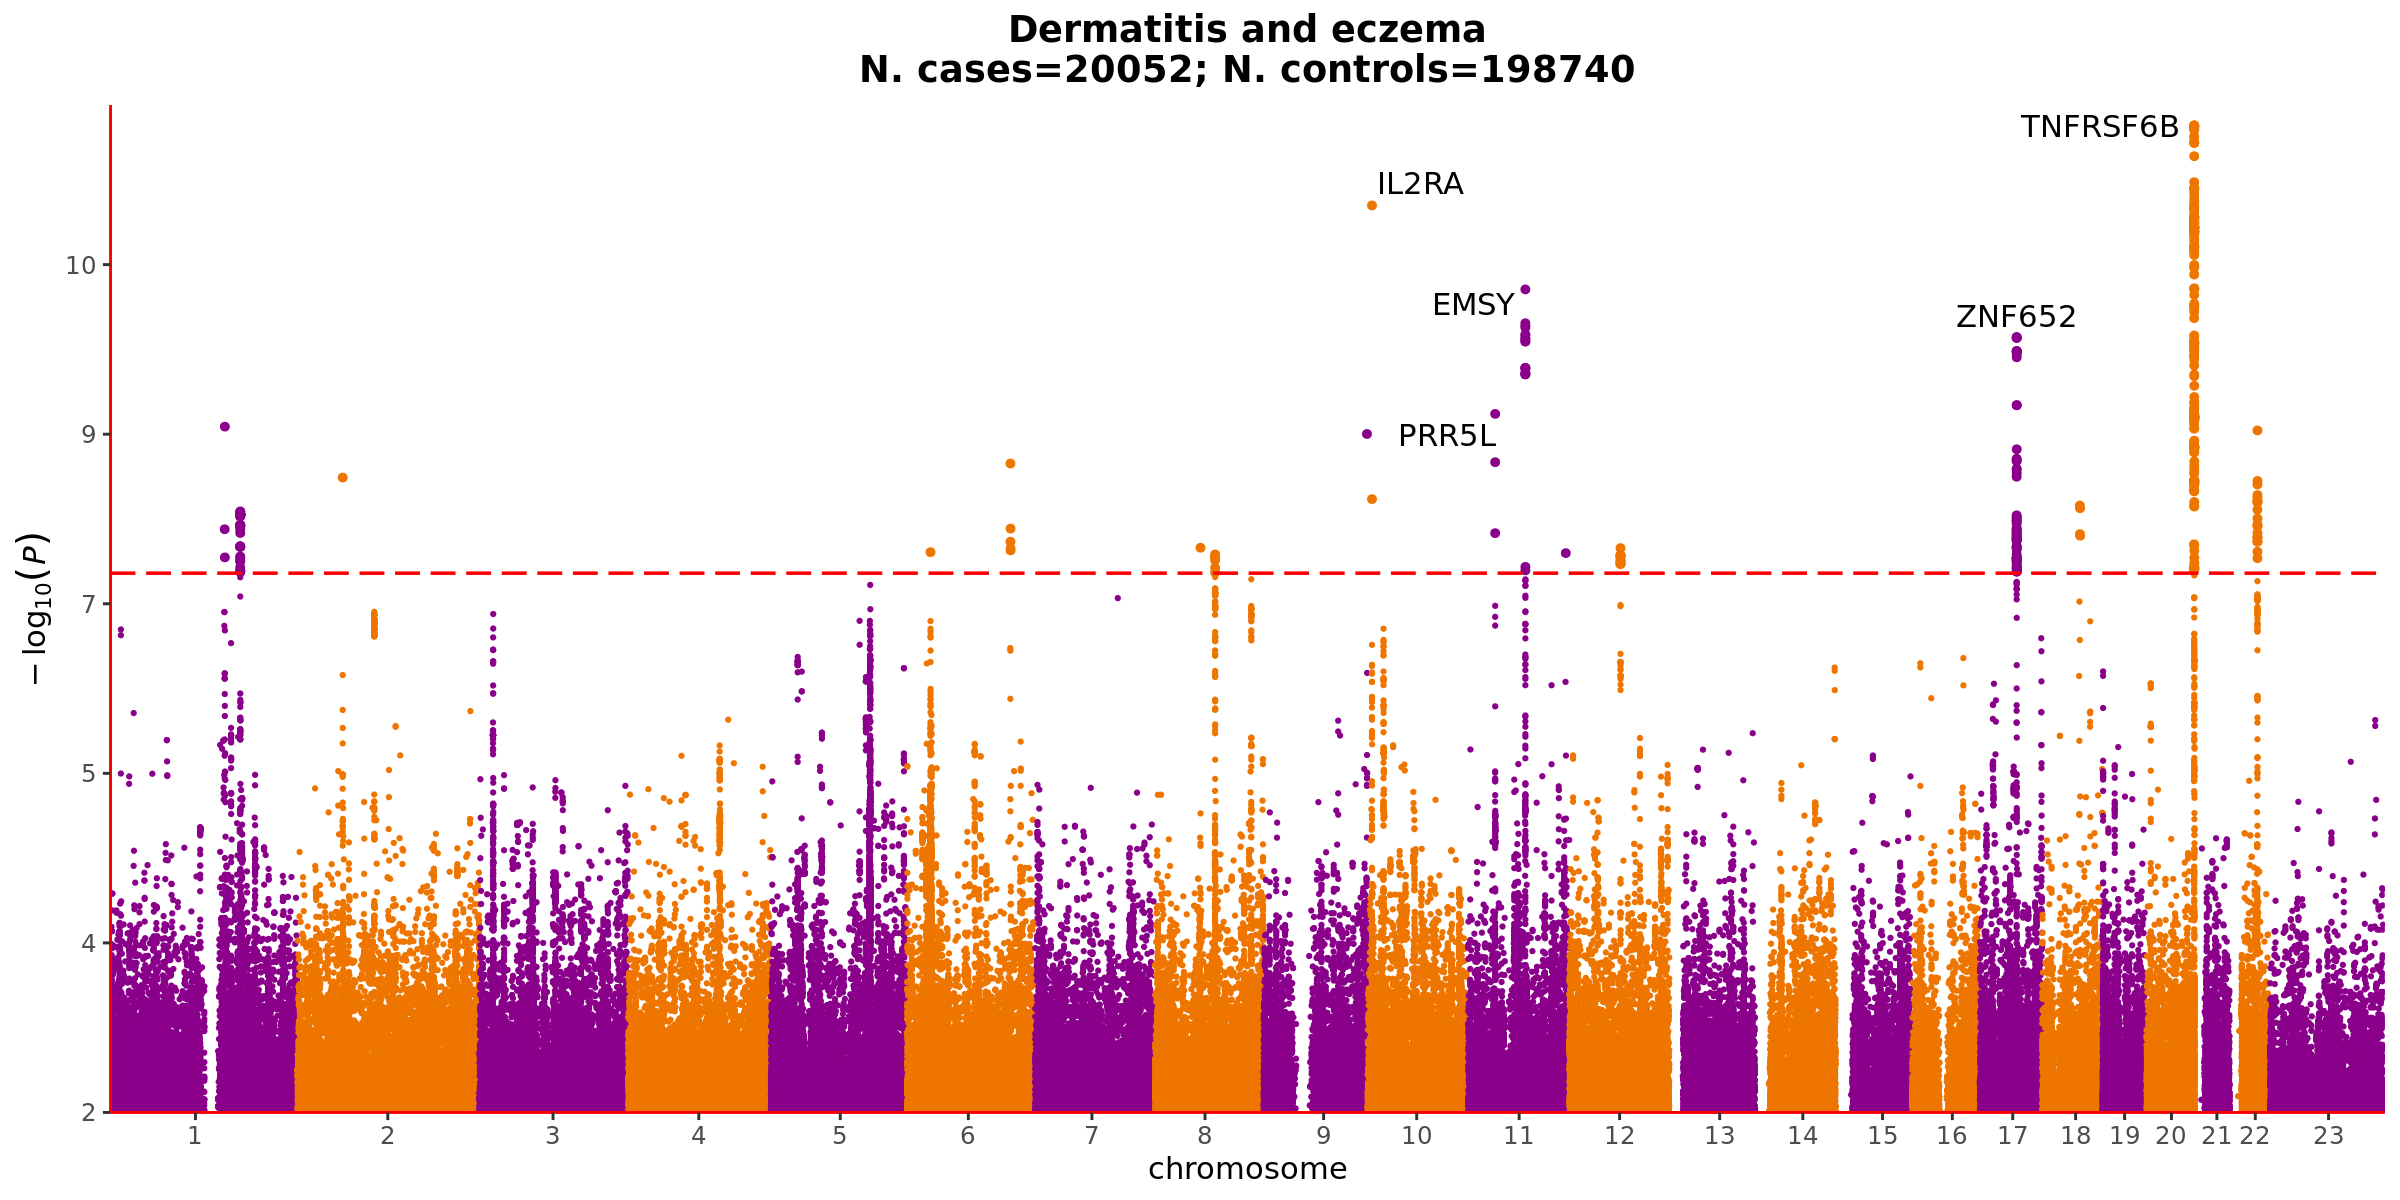 Dermatitis and eczema
N. cases=20052; N. controls=198740
TNFRSF6B
IL2RA
EMSY
ZNF652
PRR5L
10
9
7
5
4
2
−log10(P)
1 2 3 4 5 6 7 8 9 10 11 12 13 14 15 16 17 18 19 20 21 22 23
chromosome